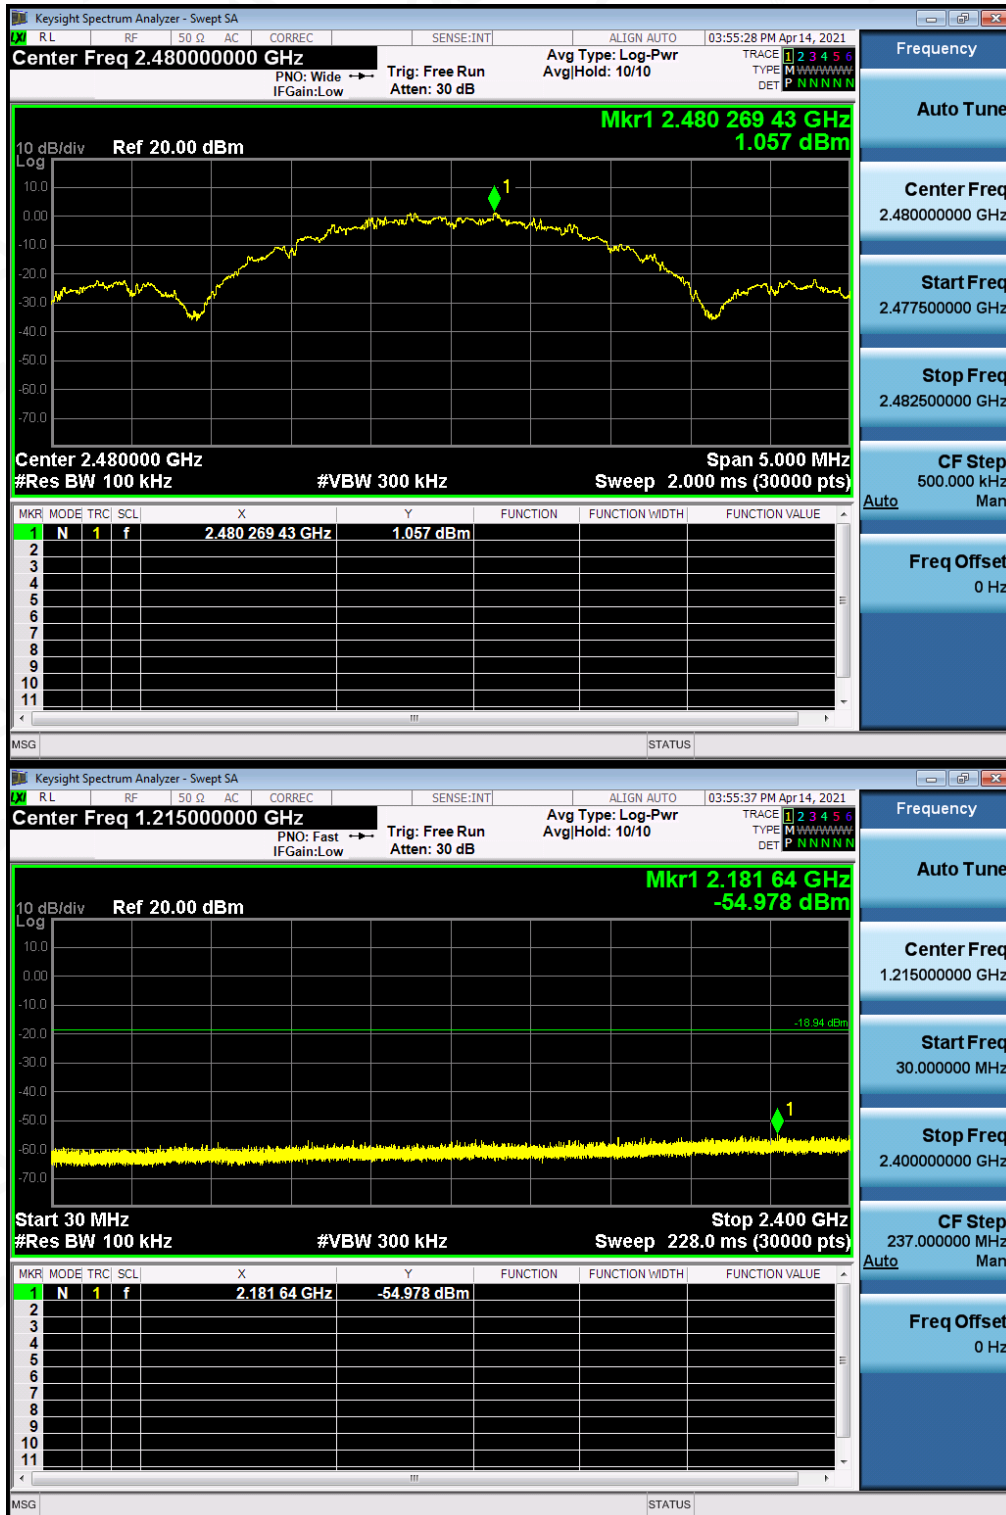 Keysight Spectrum Analyzer - Swept SA
LXI RL RF 50 Ω AC CORREC SENSE:INT ALIGN AUTO 03:55:28 PM Apr 14, 2021
Center Freq 2.480000000 GHz
PNO: Wide
IFGain:Low
Trig: Free Run
Atten: 30 dB
Avg Type: Log-Pwr
Avg|Hold: 10/10
TRACE 1 2 3 4 5 6
TYPE M WWWWW
DET P N N N N N
Mkr1 2.480 269 43 GHz
1.057 dBm
10 dB/div Ref 20.00 dBm
Log
10.0
0.00
-10.0
-20.0
-30.0
-40.0
-50.0
-60.0
-70.0
1
Center 2.480000 GHz Span 5.000 MHz
#Res BW 100 kHz #VBW 300 kHz Sweep 2.000 ms (30000 pts)
MKR MODE TRC SCL X Y FUNCTION FUNCTION WIDTH FUNCTION VALUE
1 N 1 f 2.480 269 43 GHz 1.057 dBm
2
3
4
5
6
7
8
9
10
11
MSG STATUS
Frequency
Auto Tune
Center Freq
2.480000000 GHz
Start Freq
2.477500000 GHz
Stop Freq
2.482500000 GHz
CF Step
500.000 kHz
Auto Man
Freq Offset
0 Hz
Keysight Spectrum Analyzer - Swept SA
LXI RL RF 50 Ω AC CORREC SENSE:INT ALIGN AUTO 03:55:37 PM Apr 14, 2021
Center Freq 1.215000000 GHz
PNO: Fast
IFGain:Low
Trig: Free Run
Atten: 30 dB
Avg Type: Log-Pwr
Avg|Hold: 10/10
TRACE 1 2 3 4 5 6
TYPE M WWWWW
DET P N N N N N
Mkr1 2.181 64 GHz
-54.978 dBm
10 dB/div Ref 20.00 dBm
Log
10.0
0.00
-10.0
-20.0
-30.0
-40.0
-50.0
-60.0
-70.0
-18.94 dBm
1
Start 30 MHz Stop 2.400 GHz
#Res BW 100 kHz #VBW 300 kHz Sweep 228.0 ms (30000 pts)
MKR MODE TRC SCL X Y FUNCTION FUNCTION WIDTH FUNCTION VALUE
1 N 1 f 2.181 64 GHz -54.978 dBm
2
3
4
5
6
7
8
9
10
11
MSG STATUS
Frequency
Auto Tune
Center Freq
1.215000000 GHz
Start Freq
30.000000 MHz
Stop Freq
2.400000000 GHz
CF Step
237.000000 MHz
Auto Man
Freq Offset
0 Hz